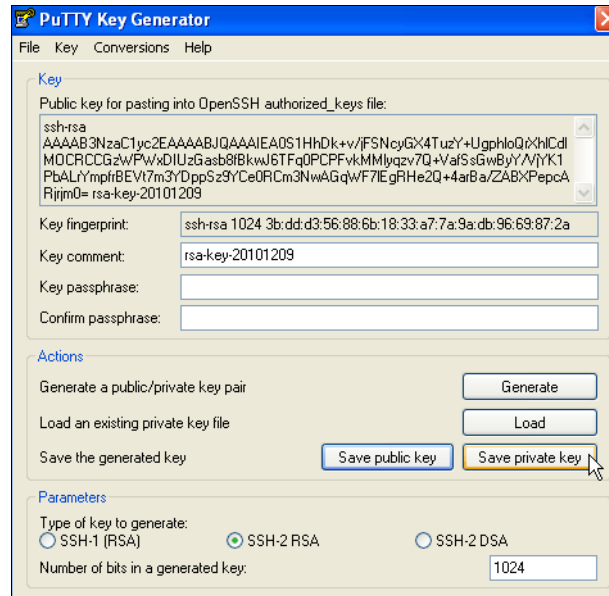 PuTTY Key Generator
File Key Conversions Help
Key
Public key for pasting into OpenSSH authorized_keys file:
ssh-rsa
AAAAB3NzaC1yc2EAAAABJQAAAIEA0S1HhDk+v/jFSNcyGX4TuzY+UgphloQrXhlCdl
MOCRCCGzWPWxDIUzGasb8fBkwJ6TFq0PCPFvkMMlyqzv7Q+VafSsGwByY/VjYK1
PbALrYmpfrBEVt7m3YDppSz9YCe0RCm3NwAGqWF7lEgRHe2Q+4arBa/ZABXPepcA
Rjrjm0= rsa-key-20101209
Key fingerprint: ssh-rsa 1024 3b:dd:d3:56:88:6b:18:33:a7:7a:9a:db:96:69:87:2a
Key comment: rsa-key-20101209
Key passphrase:
Confirm passphrase:
Actions
Generate a public/private key pair Generate
Load an existing private key file Load
Save the generated key Save public key Save private key
Parameters
Type of key to generate:
SSH-1 (RSA) SSH-2 RSA SSH-2 DSA
Number of bits in a generated key: 1024